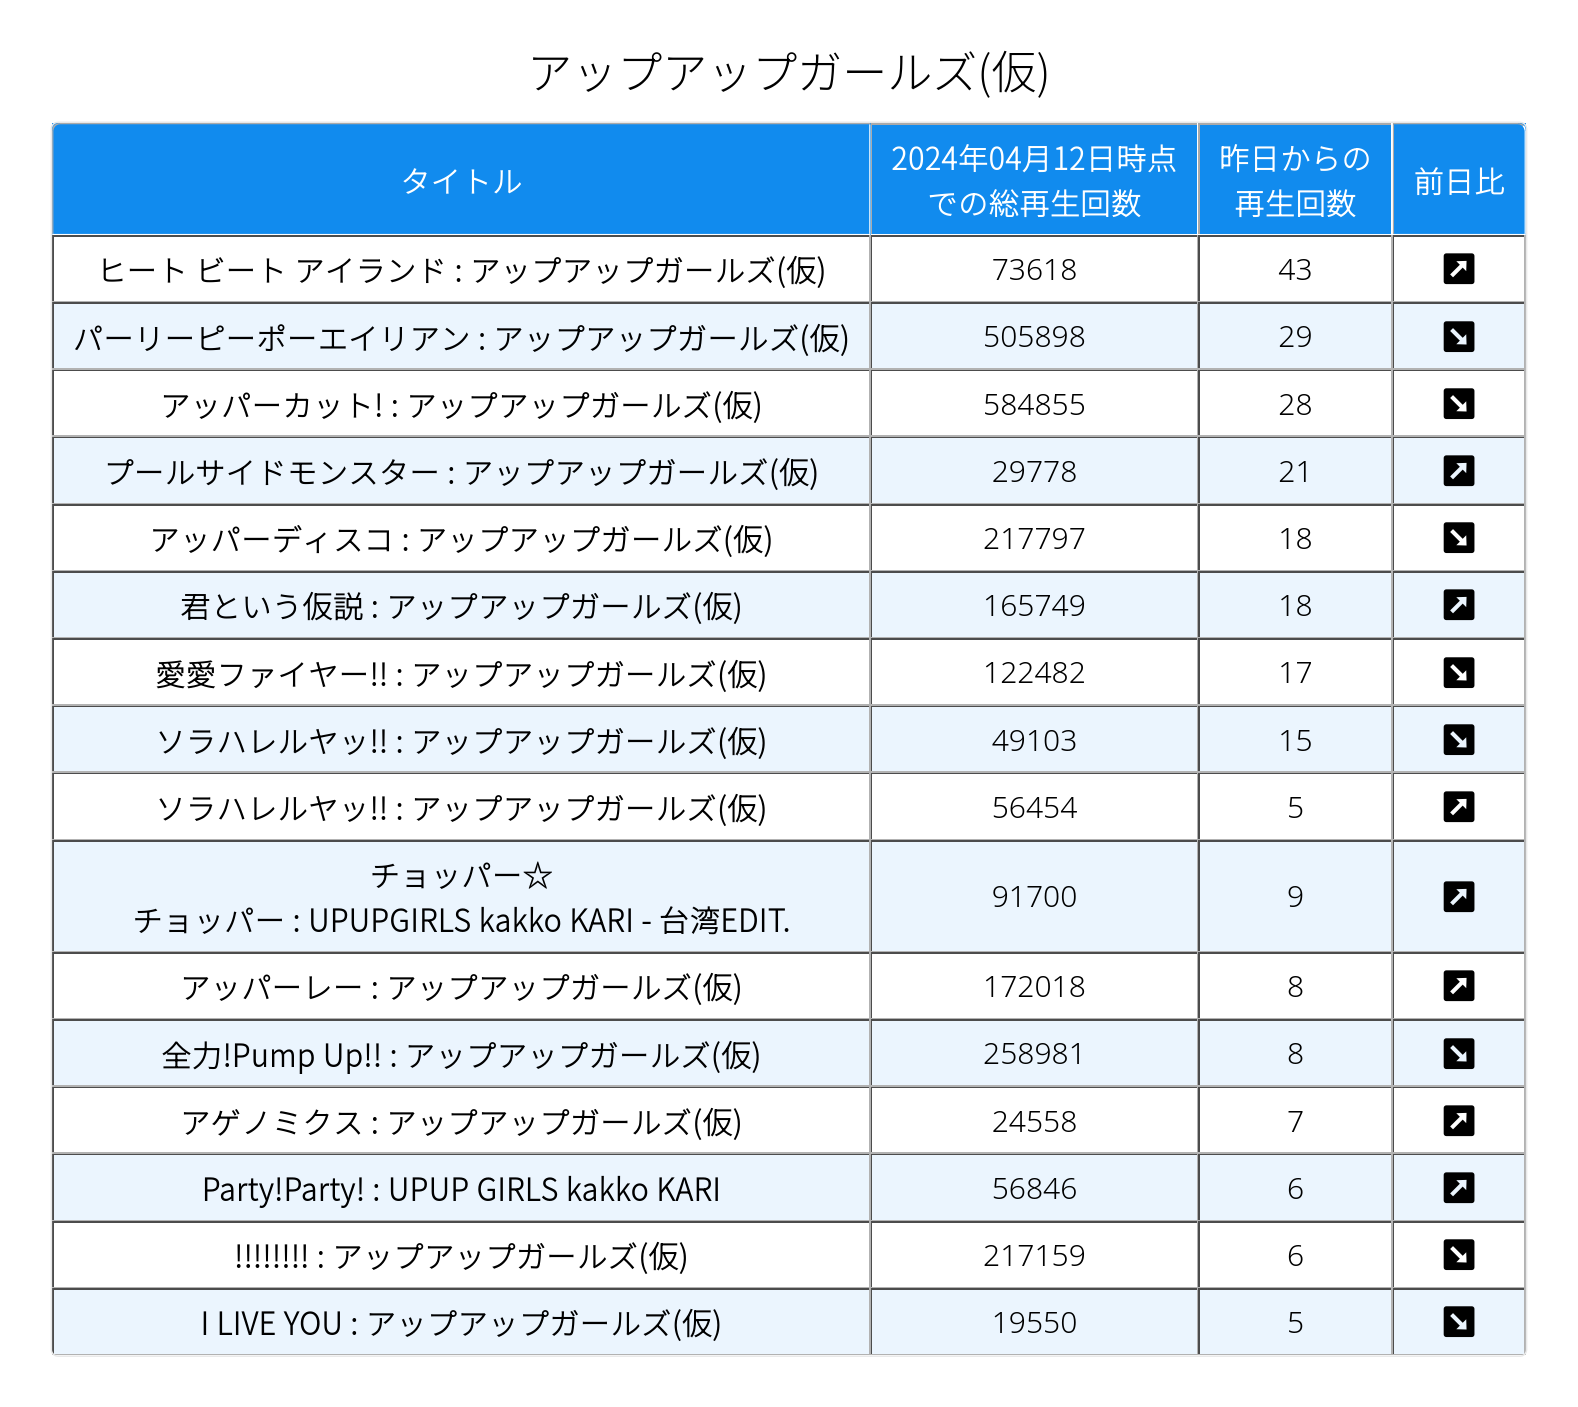 アップアップガールズ(仮)
タイトル
2024年04月12日時点
での総再生回数
昨日からの
再生回数
前日比
ヒート ビート アイランド : アップアップガールズ(仮) 73618 43
パーリーピーポーエイリアン : アップアップガールズ(仮) 505898 29
アッパーカット! : アップアップガールズ(仮) 584855 28
プールサイドモンスター : アップアップガールズ(仮) 29778 21
アッパーディスコ : アップアップガールズ(仮) 217797 18
君という仮説 : アップアップガールズ(仮) 165749 18
愛愛ファイヤー!! : アップアップガールズ(仮) 122482 17
ソラハレルヤッ!! : アップアップガールズ(仮) 49103 15
ソラハレルヤッ!! : アップアップガールズ(仮) 56454 5
チョッパー☆
チョッパー : UPUPGIRLS kakko KARI - 台湾EDIT. 91700 9
アッパーレー : アップアップガールズ(仮) 172018 8
全力!Pump Up!! : アップアップガールズ(仮) 258981 8
アゲノミクス : アップアップガールズ(仮) 24558 7
Party!Party! : UPUP GIRLS kakko KARI 56846 6
!!!!!!!! : アップアップガールズ(仮) 217159 6
I LIVE YOU : アップアップガールズ(仮) 19550 5